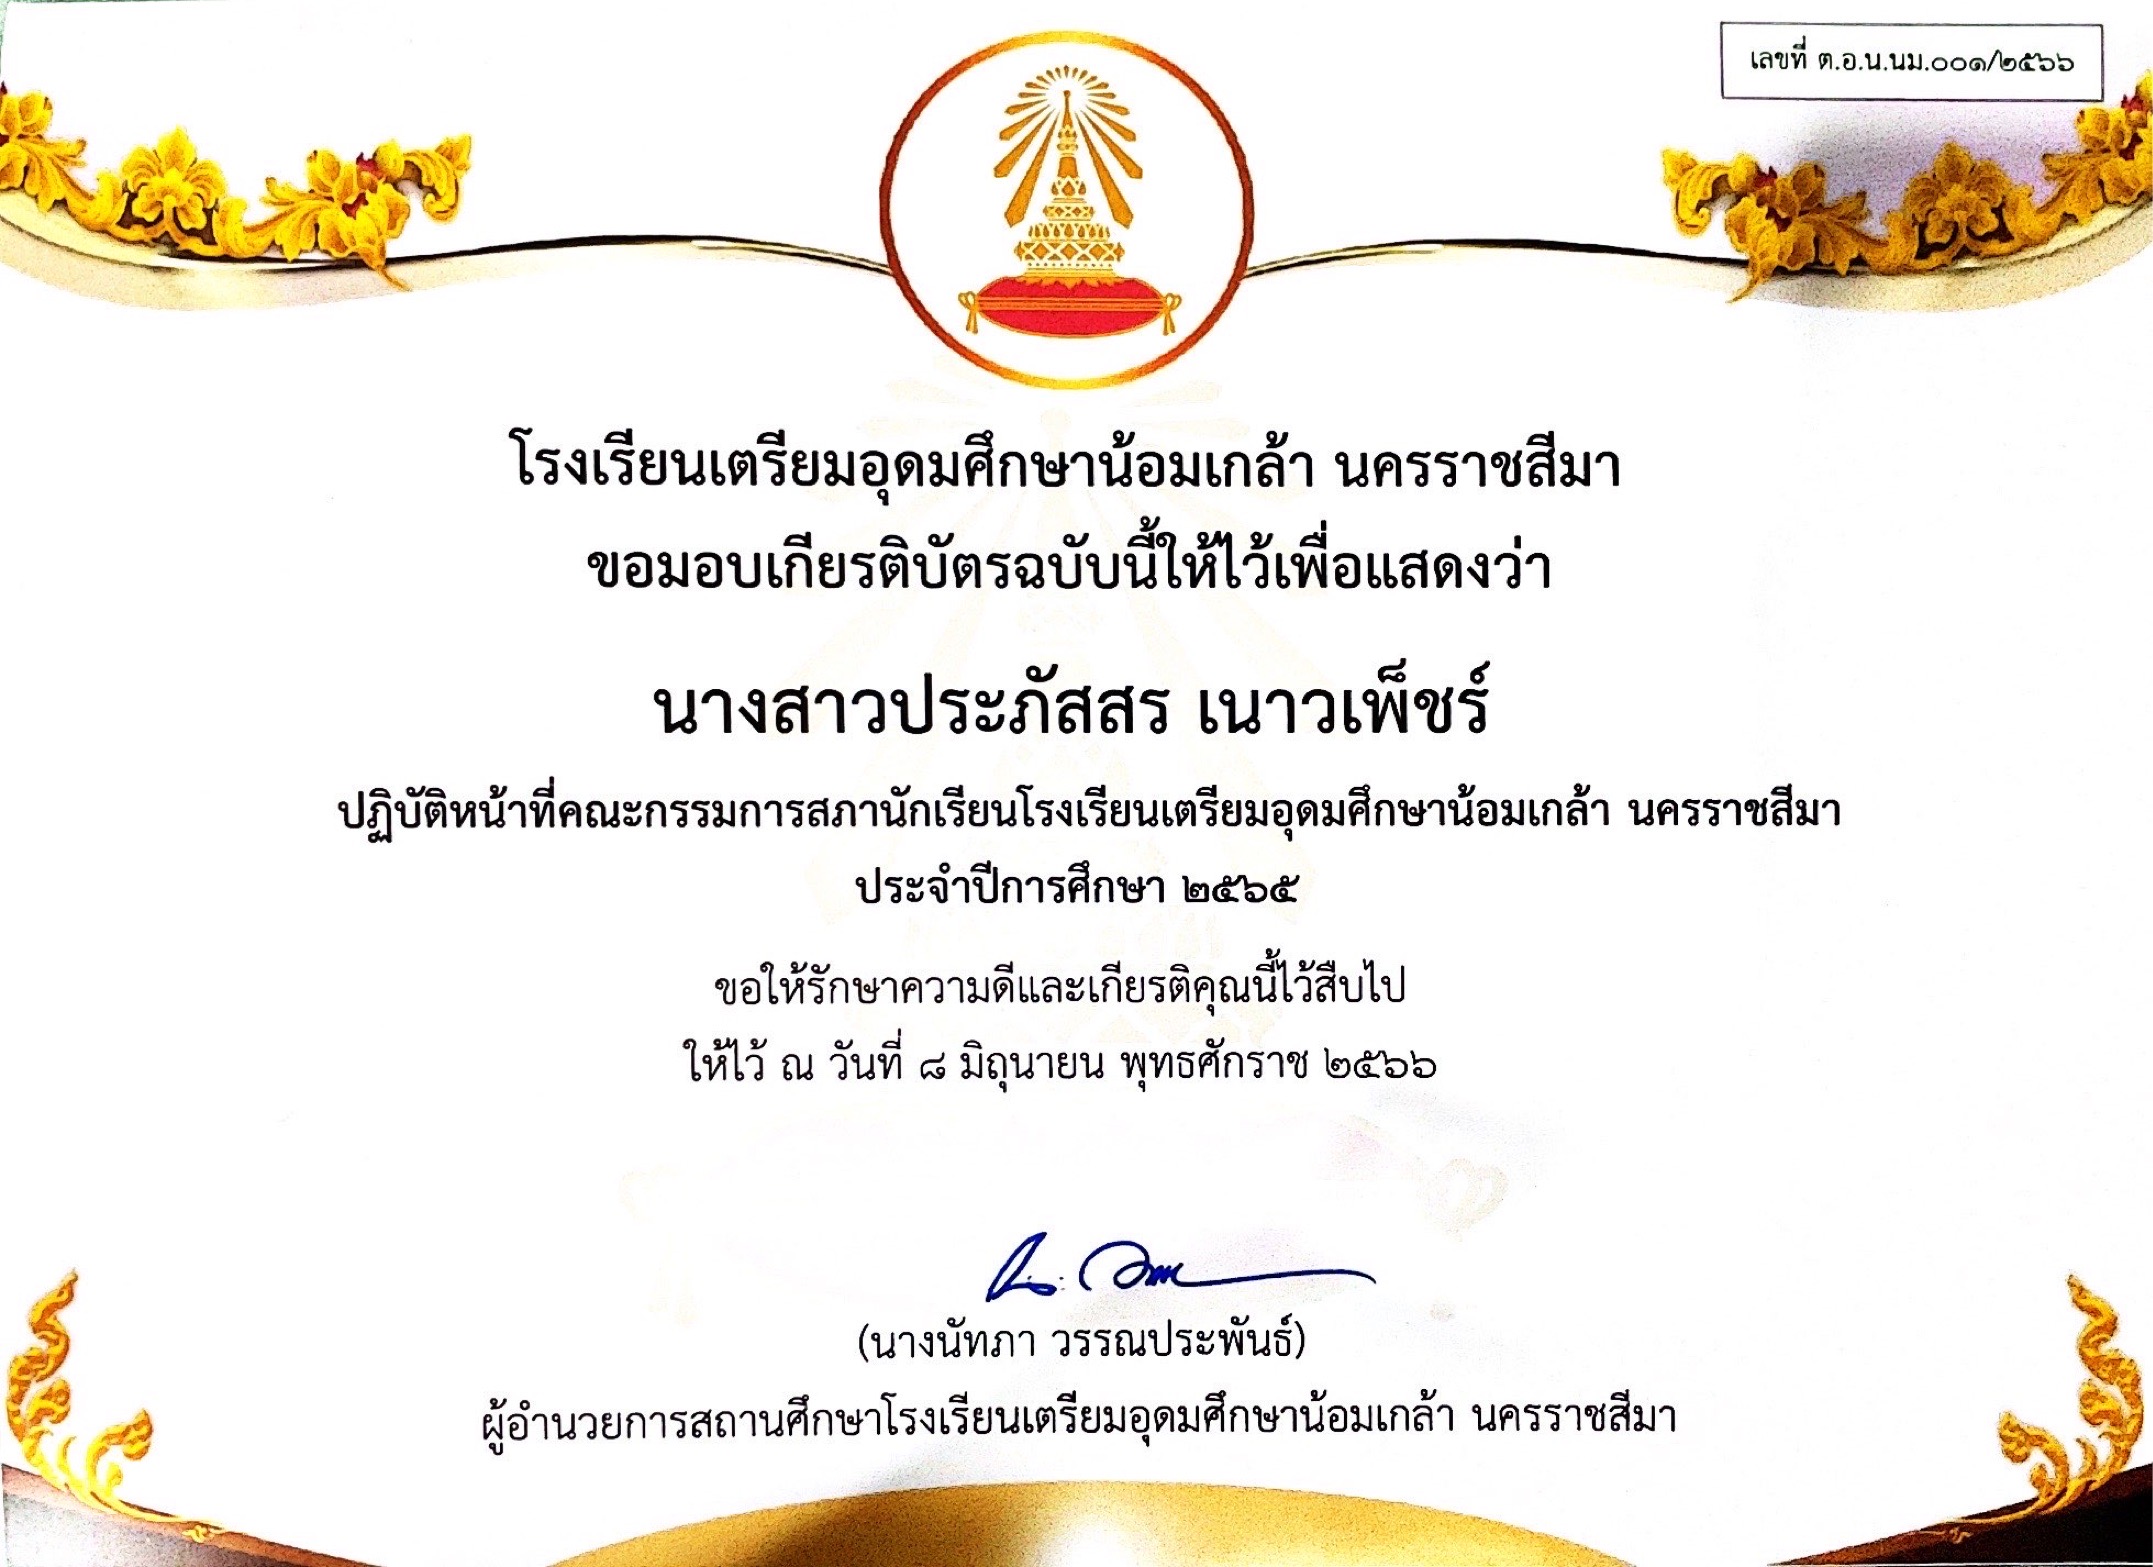 เลขที่ ต.อ.น.นม.๐๐๑/๒๕๖๖
โรงเรียนเตรียมอุดมศึกษาน้อมเกล้า นครราชสีมา
ขอมอบเกียรติบัตรฉบับนี้ให้ไว้เพื่อแสดงว่า
นางสาวประภัสสร เนาวเพ็ชร์
ปฏิบัติหน้าที่คณะกรรมการสภานักเรียนโรงเรียนเตรียมอุดมศึกษาน้อมเกล้า นครราชสีมา
ประจำปีการศึกษา ๒๕๖๕
ขอให้รักษาความดีและเกียรติคุณนี้ไว้สืบไป
ให้ไว้ ณ วันที่ ๘ มิถุนายน พุทธศักราช ๒๕๖๖
(นางนัทภา วรรณประพันธ์)
ผู้อำนวยการสถานศึกษาโรงเรียนเตรียมอุดมศึกษาน้อมเกล้า นครราชสีมา